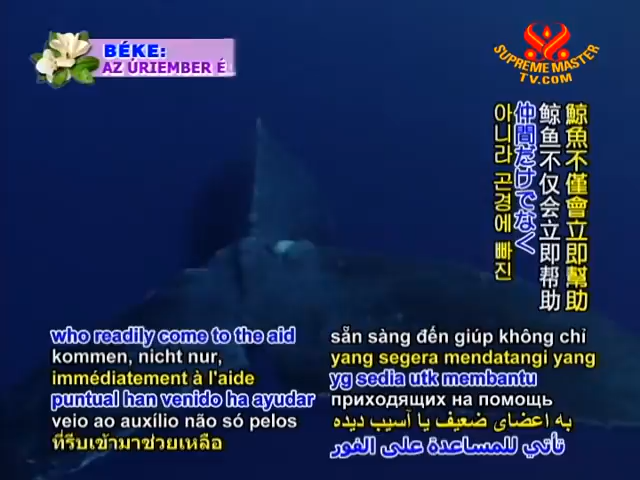 BÉKE:
AZ ÚRIEMBER É
SUPREME MASTER
TV.COM
鯨魚不僅會立即幫助
鲸鱼不仅会立即帮助
仲間だけでなく
아니라 곤경에 빠진
who readily come to the aid
kommen, nicht nur,
immédiatement à l'aide
puntual han venido ha ayudar
veio ao auxílio não só pelos
ที่รีบเข้ามาช่วยเหลือ
sẵn sàng đến giúp không chỉ
yang segera mendatangi yang
yg sedia utk membantu
приходящих на помощь
به اعضای ضعیف یا آسیب دیده
تأتي للمساعدة على الفور